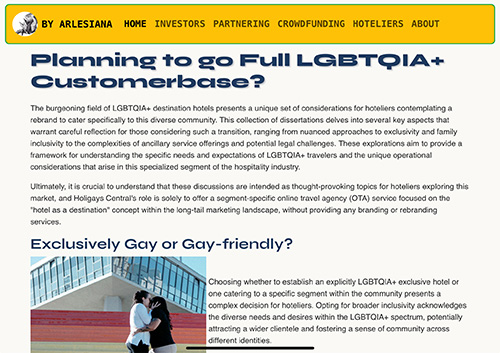 BY ARLESIANA HOME INVESTORS PARTNERING CROWDFUNDING HOTELIERS ABOUT
Planning to go Full LGBTQIA+
Customerbase?
The burgeoning field of LGBTQIA+ destination hotels presents a unique set of considerations for hoteliers contemplating a
rebrand to cater specifically to this diverse community. This collection of dissertations delves into several key aspects that
warrant careful reflection for those considering such a transition, ranging from nuanced approaches to exclusivity and family
inclusivity to the complexities of ancillary service offerings and potential legal challenges. These explorations aim to provide a
framework for understanding the specific needs and expectations of LGBTQIA+ travelers and the unique operational
considerations that arise in this specialized segment of the hospitality industry.
Ultimately, it is crucial to understand that these discussions are intended as thought-provoking topics for hoteliers exploring this
market, and Holigays Central's role is solely to offer a segment-specific online travel agency (OTA) service focused on the
"hotel as a destination" concept within the long-tail marketing landscape, without providing any branding or rebranding
services.
Exclusively Gay or Gay-friendly?
Choosing whether to establish an explicitly LGBTQIA+ exclusive hotel or
one catering to a specific segment within the community presents a
complex decision for hoteliers. Opting for broader inclusivity acknowledges
the diverse needs and desires within the LGBTQIA+ spectrum, potentially
attracting a wider clientele and fostering a sense of community across
different identities.